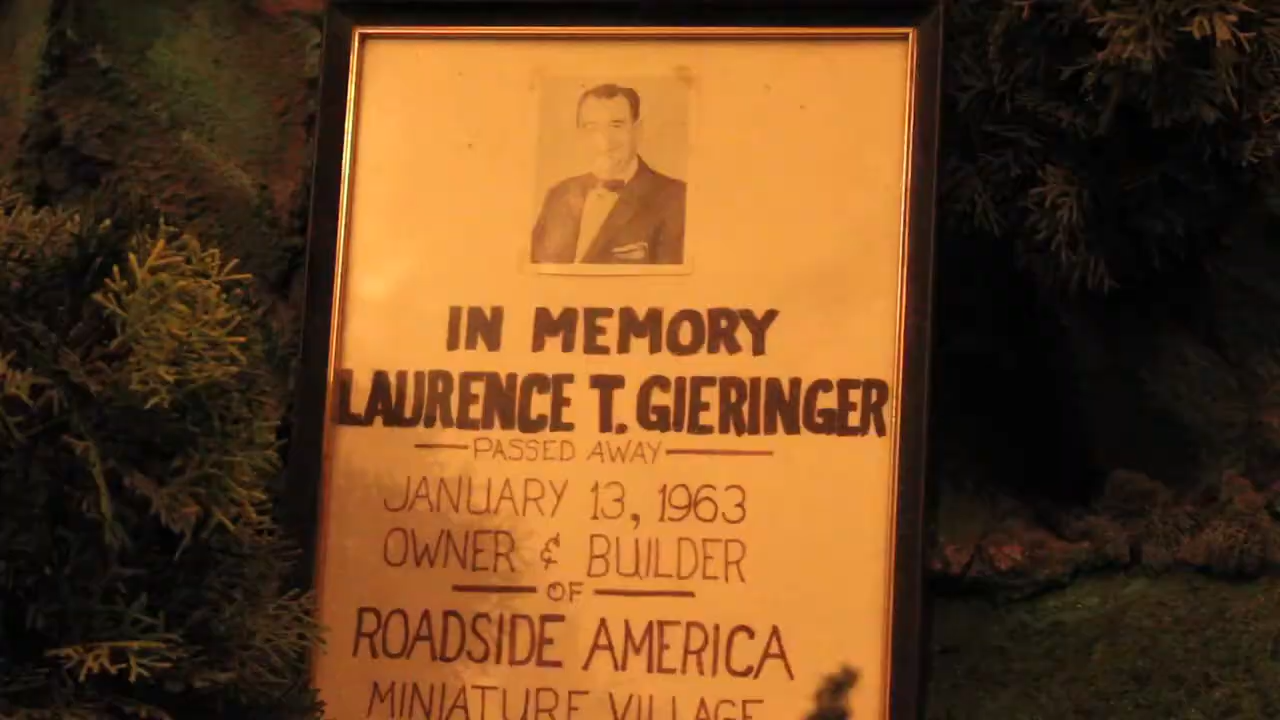 IN MEMORY
LAURENCE T. GIERINGER
PASSED AWAY
JANUARY 13, 1963
OWNER & BUILDER
OF
ROADSIDE AMERICA
MINIATURE VILLAGE